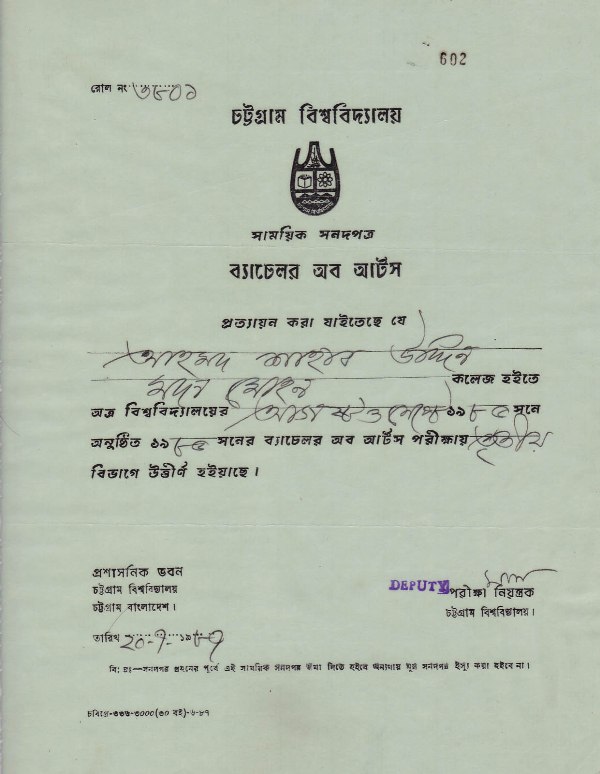 602
রোল নং ৩৮০১
চট্টগ্রাম বিশ্ববিদ্যালয়
সাময়িক সনদপত্র
ব্যাচেলর অব আর্টস
প্রত্যায়ন করা যাইতেছে যে
আহমদ উদ্দিন
মদন মোহন কলেজ হইতে
অত্র বিশ্ববিদ্যালয়ের ১৯৮৫ সনে
অনুষ্ঠিত ১৯৮৫ সনের ব্যাচেলর অব আর্টস পরীক্ষায় তৃতীয়
বিভাগে উত্তীর্ণ হইয়াছে।
প্রশাসনিক ভবন
চট্টগ্রাম বিশ্ববিদ্যালয়
চট্টগ্রাম বাংলাদেশ।
DEPUTY পরীক্ষা নিয়ন্ত্রক
চট্টগ্রাম বিশ্ববিদ্যালয়।
তারিখ ২০-৭-১৯৮৭
বি: দ্র:—সনদপত্র গ্রহনের পূর্বে এই সাময়িক সনদপত্র জমা দিতে হইবে অন্যথায় মূল সনদপত্র ইস্যু করা হইবে না।
চবিপ্রে-৩৩৬-৩০০০(৩০ বই)-৬-৮৭